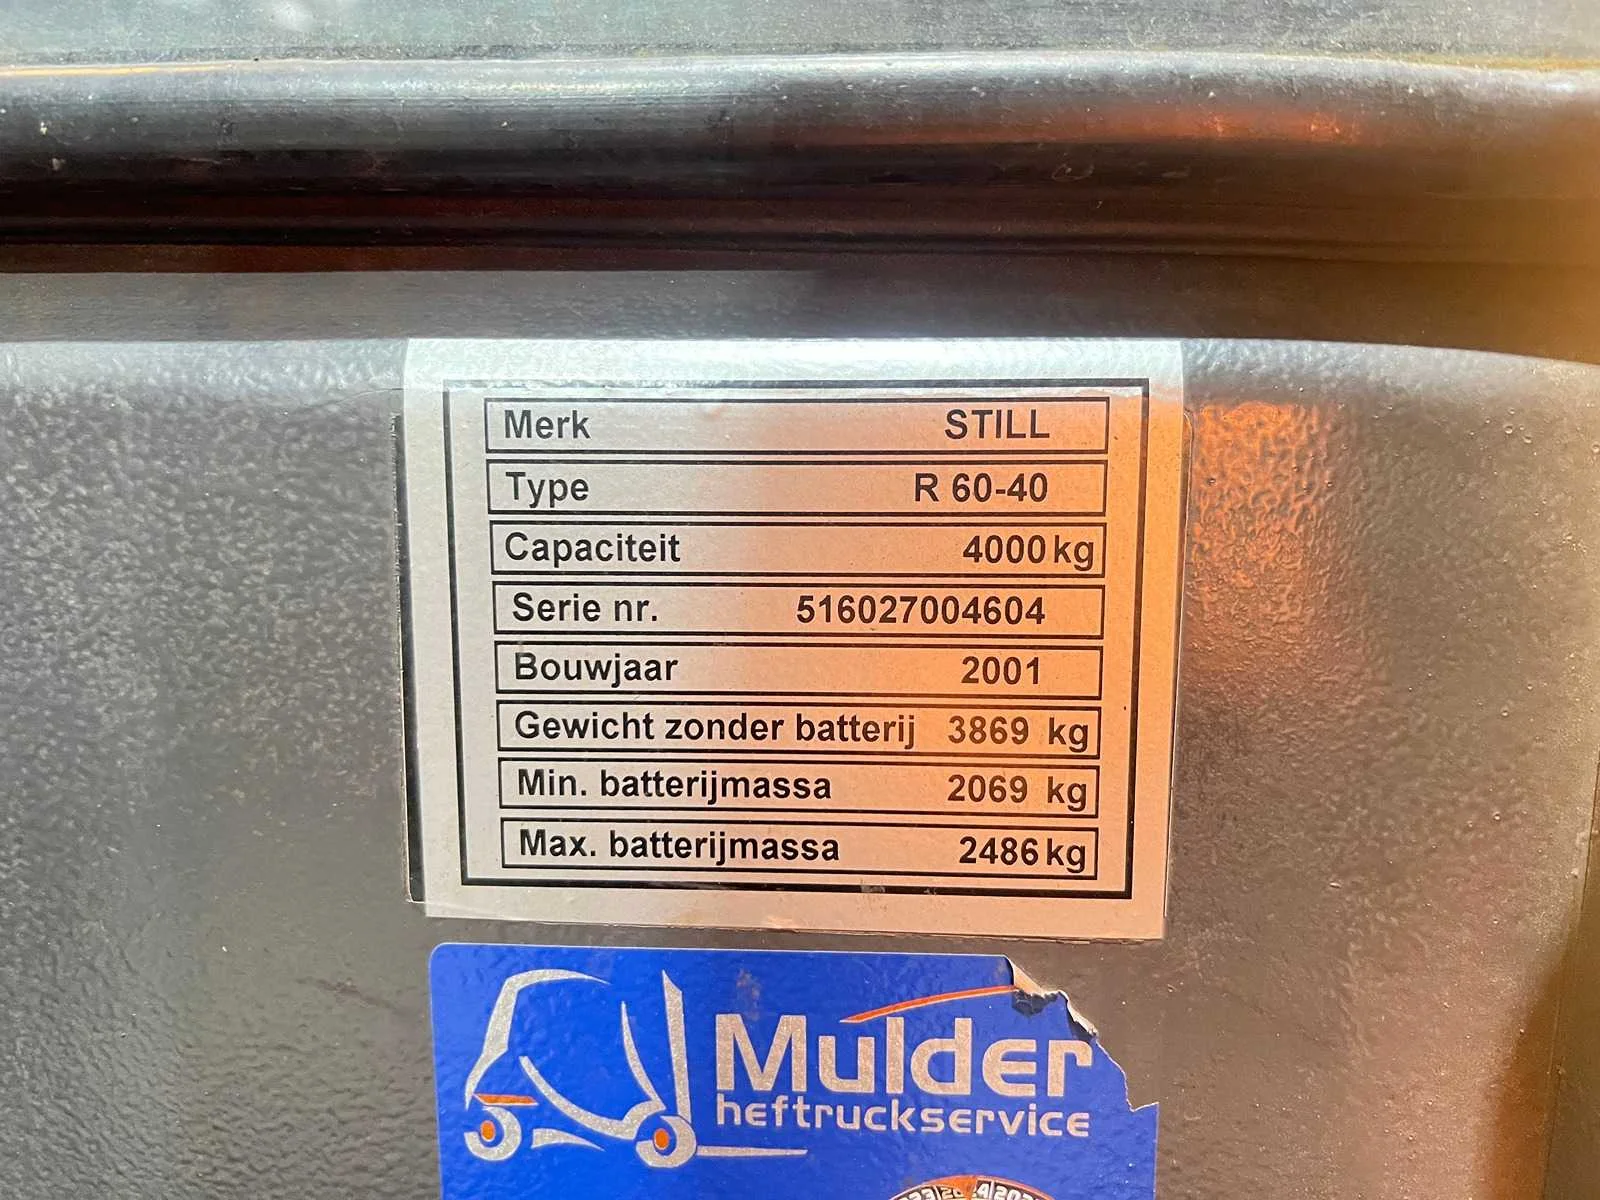 Merk STILL
Type R 60-40
Capaciteit 4000 kg
Serie nr. 516027004604
Bouwjaar 2001
Gewicht zonder batterij 3869 kg
Min. batterijmassa 2069 kg
Max. batterijmassa 2486 kg
Mulder
heftruckservice